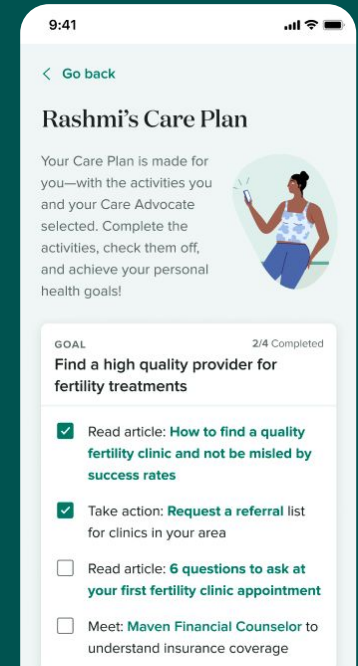 9:41
Go back
Rashmi’s Care Plan
Your Care Plan is made for
you—with the activities you
and your Care Advocate
selected. Complete the
activities, check them off,
and achieve your personal
health goals!
GOAL
2/4 Completed
Find a high quality provider for
fertility treatments
Read article: How to find a quality
fertility clinic and not be misled by
success rates
Take action: Request a referral list
for clinics in your area
Read article: 6 questions to ask at
your first fertility clinic appointment
Meet: Maven Financial Counselor to
understand insurance coverage